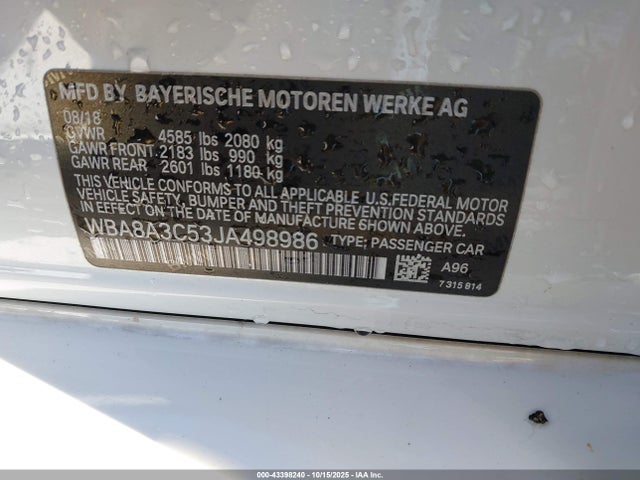 MFD BY BAYERISCHE MOTOREN WERKE AG
08/18
GVWR 4585 lbs 2080 kg
GAWR FRONT 2183 lbs 990 kg
GAWR REAR 2601 lbs 1180 kg
THIS VEHICLE CONFORMS TO ALL APPLICABLE U.S.FEDERAL MOTOR
VEHICLE SAFETY, BUMPER, AND THEFT PREVENTION STANDARDS
IN EFFECT ON THE DATE OF MANUFACTURE SHOWN ABOVE.
WBA8A3C53JA498986 TYPE: PASSENGER CAR
A96
7 315 814
000-43398240 - 10/15/2025 - IAA Inc.